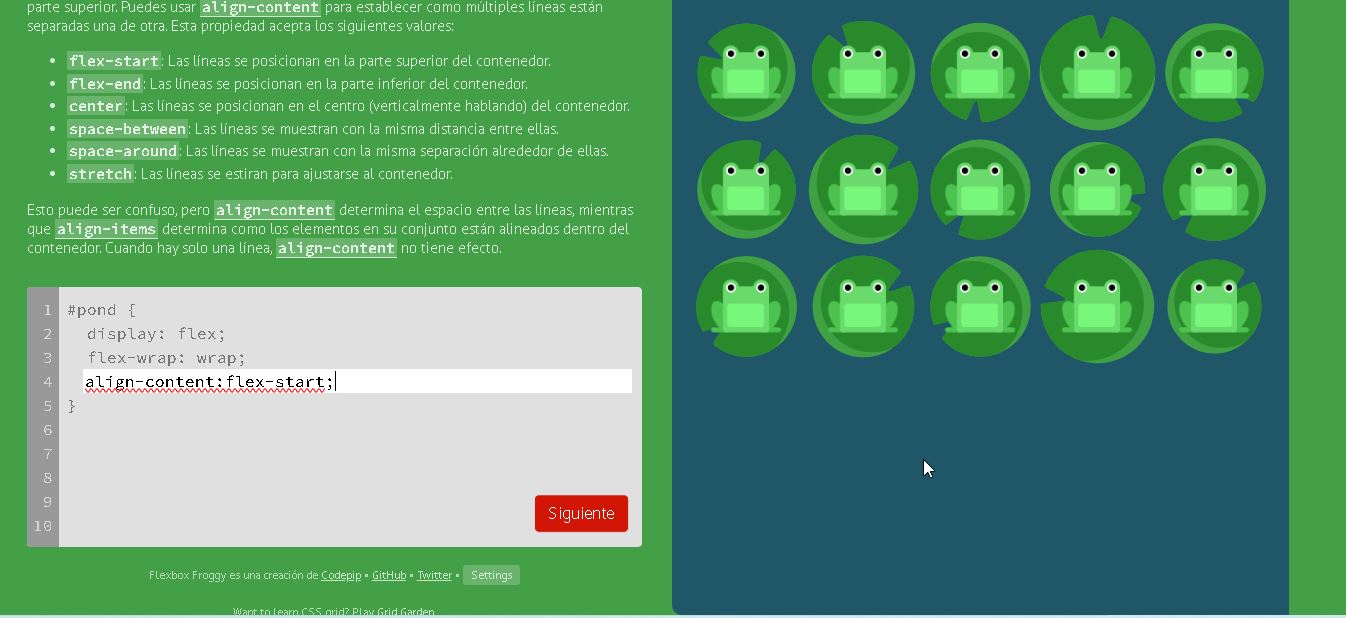 parte superior. Puedes usar align-content para establecer como múltiples líneas están
separadas una de otra. Esta propiedad acepta los siguientes valores:
• flex-start: Las líneas se posicionan en la parte superior del contenedor.
• flex-end: Las líneas se posicionan en la parte inferior del contenedor.
• center: Las líneas se posicionan en el centro (verticalmente hablando) del contenedor.
• space-between: Las líneas se muestran con la misma distancia entre ellas.
• space-around: Las líneas se muestran con la misma separación alrededor de ellas.
• stretch: Las líneas se estiran para ajustarse al contenedor.
Esto puede ser confuso, pero align-content determina el espacio entre las líneas, mientras
que align-items determina como los elementos en su conjunto están alineados dentro del
contenedor. Cuando hay solo una línea, align-content no tiene efecto.
1 #pond {
2 display: flex;
3 flex-wrap: wrap;
4 align-content:flex-start;
5 }
6
7
8
9
10
Siguiente
Flexbox Froggy es una creación de Codepip • GitHub • Twitter • Settings
Want to learn CSS grid? Play Grid Garden